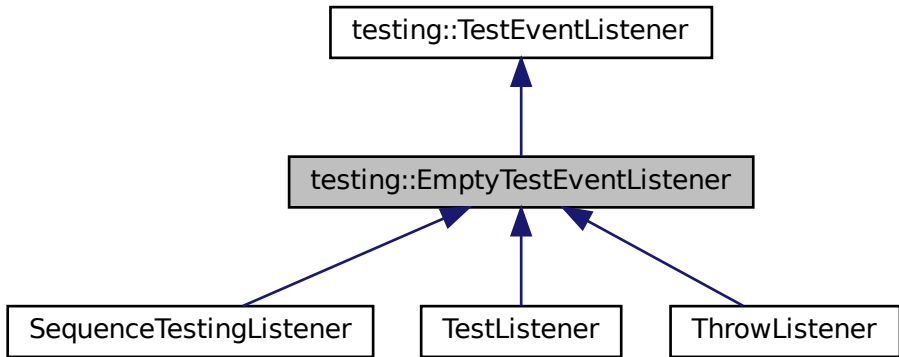 testing::TestEventListener
testing::EmptyTestEventListener
SequenceTestingListener
TestListener
ThrowListener